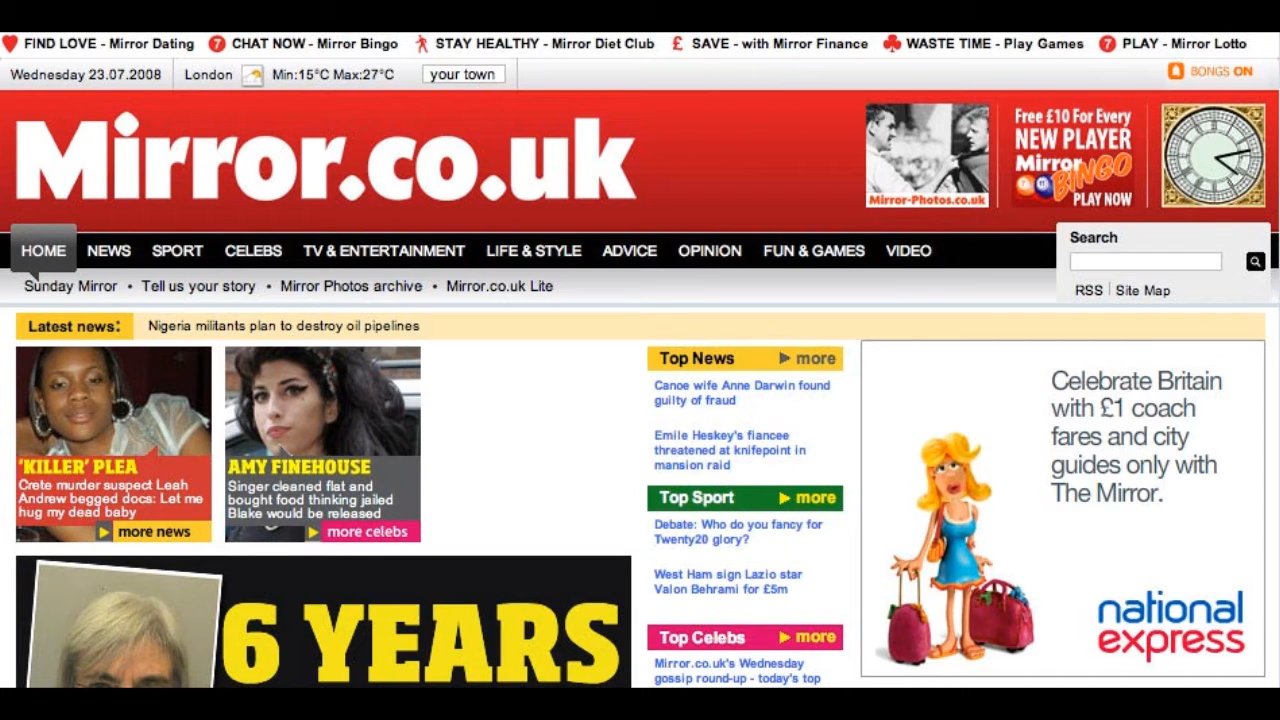 FIND LOVE - Mirror Dating
7 CHAT NOW - Mirror Bingo
STAY HEALTHY - Mirror Diet Club
£ SAVE - with Mirror Finance
WASTE TIME - Play Games
7 PLAY - Mirror Lotto
Wednesday 23.07.2008
London
Min:15°C Max:27°C
your town
BONGS ON
Mirror.co.uk
Mirror-Photos.co.uk
Free £10 For Every
NEW PLAYER
Mirror
BINGO
PLAY NOW
HOME NEWS SPORT CELEBS TV & ENTERTAINMENT LIFE & STYLE ADVICE OPINION FUN & GAMES VIDEO
Search
RSS | Site Map
Sunday Mirror • Tell us your story • Mirror Photos archive • Mirror.co.uk Lite
Latest news: Nigeria militants plan to destroy oil pipelines
'KILLER' PLEA
Crete murder suspect Leah
Andrew begged docs: Let me
hug my dead baby
more news
AMY FINEHOUSE
Singer cleaned flat and
bought food thinking jailed
Blake would be released
more celebs
6 YEARS
Top News more
Canoe wife Anne Darwin found
guilty of fraud
Emile Heskey's fiancee
threatened at knifepoint in
mansion raid
Top Sport more
Debate: Who do you fancy for
Twenty20 glory?
West Ham sign Lazio star
Valon Behrami for £5m
Top Celebs more
Mirror.co.uk's Wednesday
gossip round-up - today's top
Celebrate Britain
with £1 coach
fares and city
guides only with
The Mirror.
national
express